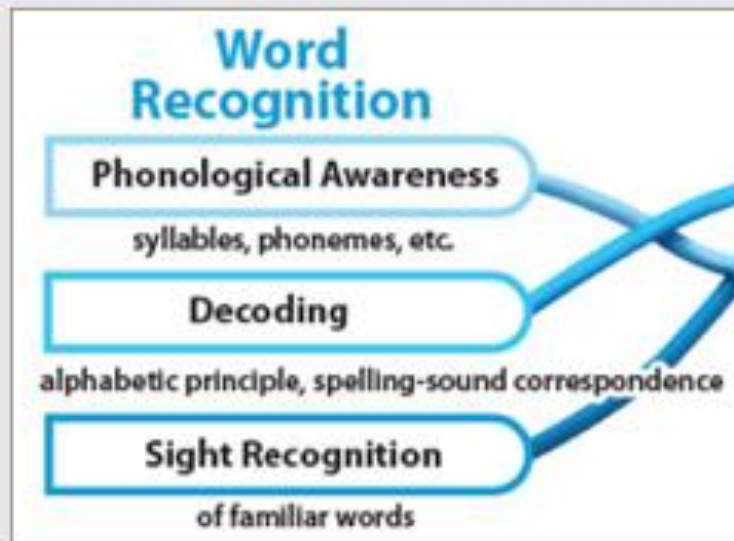 Word
Recognition
Phonological Awareness
syllables, phonemes, etc.
Decoding
alphabetic principle, spelling-sound correspondence
Sight Recognition
of familiar words